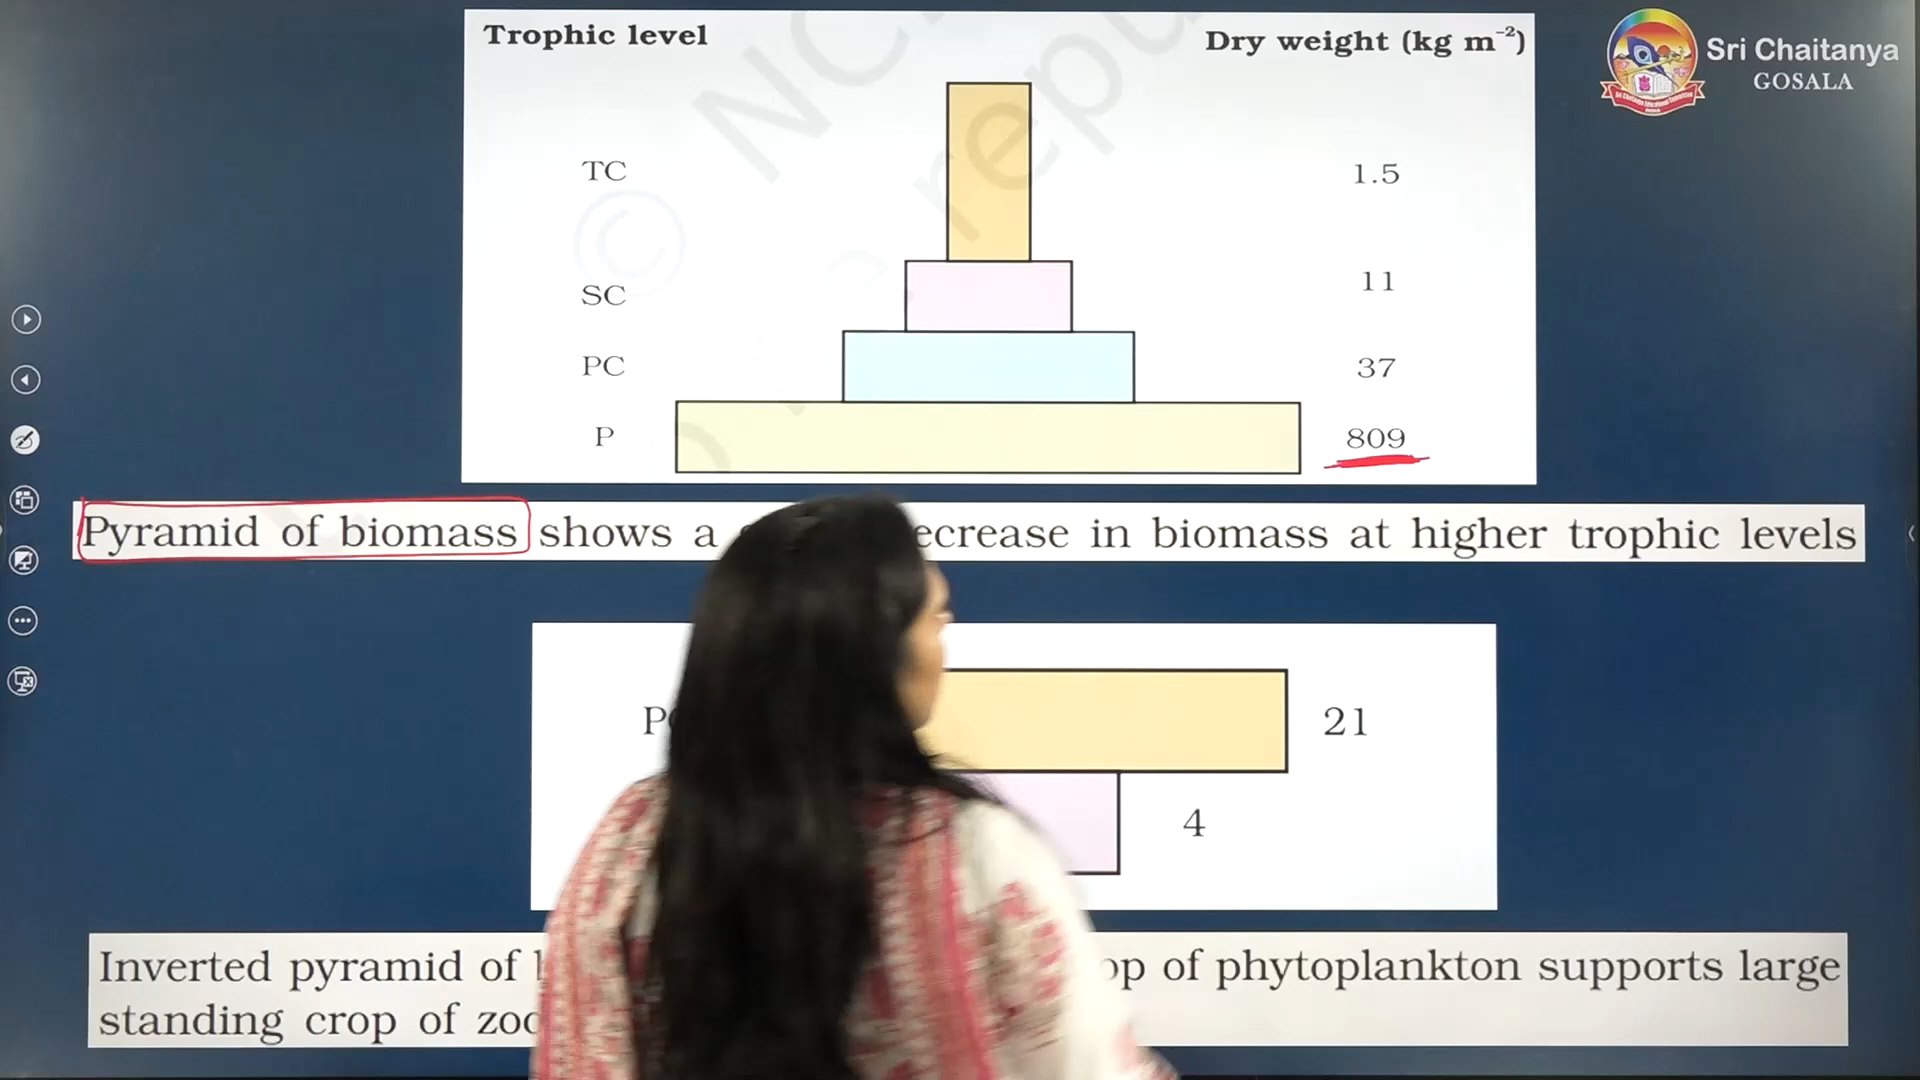 Trophic level
Dry weight (kg m⁻²)
Sri Chaitanya
GOSALA
TC 1.5
SC 11
PC 37
P 809
Pyramid of biomass shows a ecrease in biomass at higher trophic levels
P 21
4
Inverted pyramid of op of phytoplankton supports large
standing crop of zoo